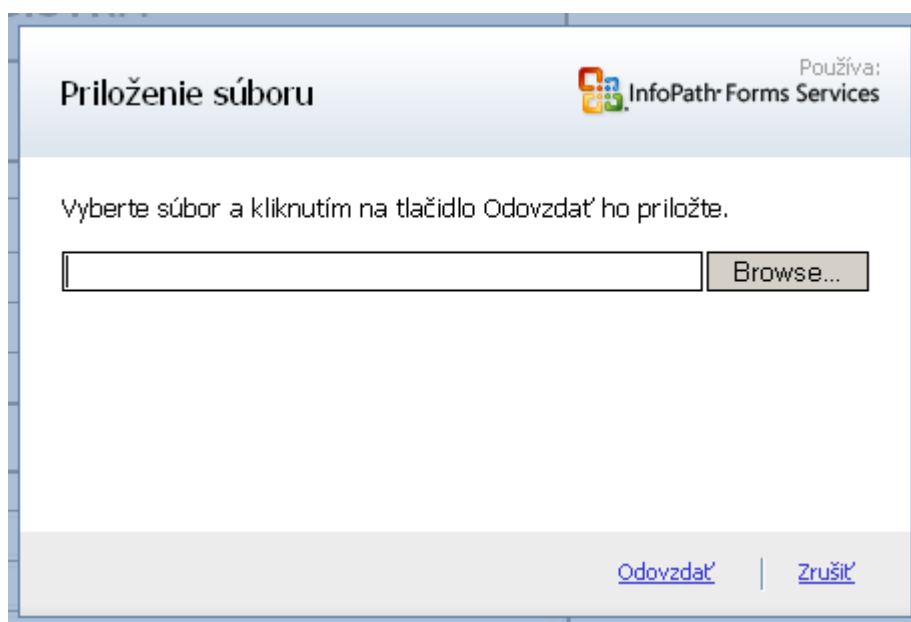 Priloženie súboru
Používa:
InfoPath Forms Services
Vyberte súbor a kliknutím na tlačidlo Odovzdať ho priložte.
Browse...
Odovzdať
Zrušiť